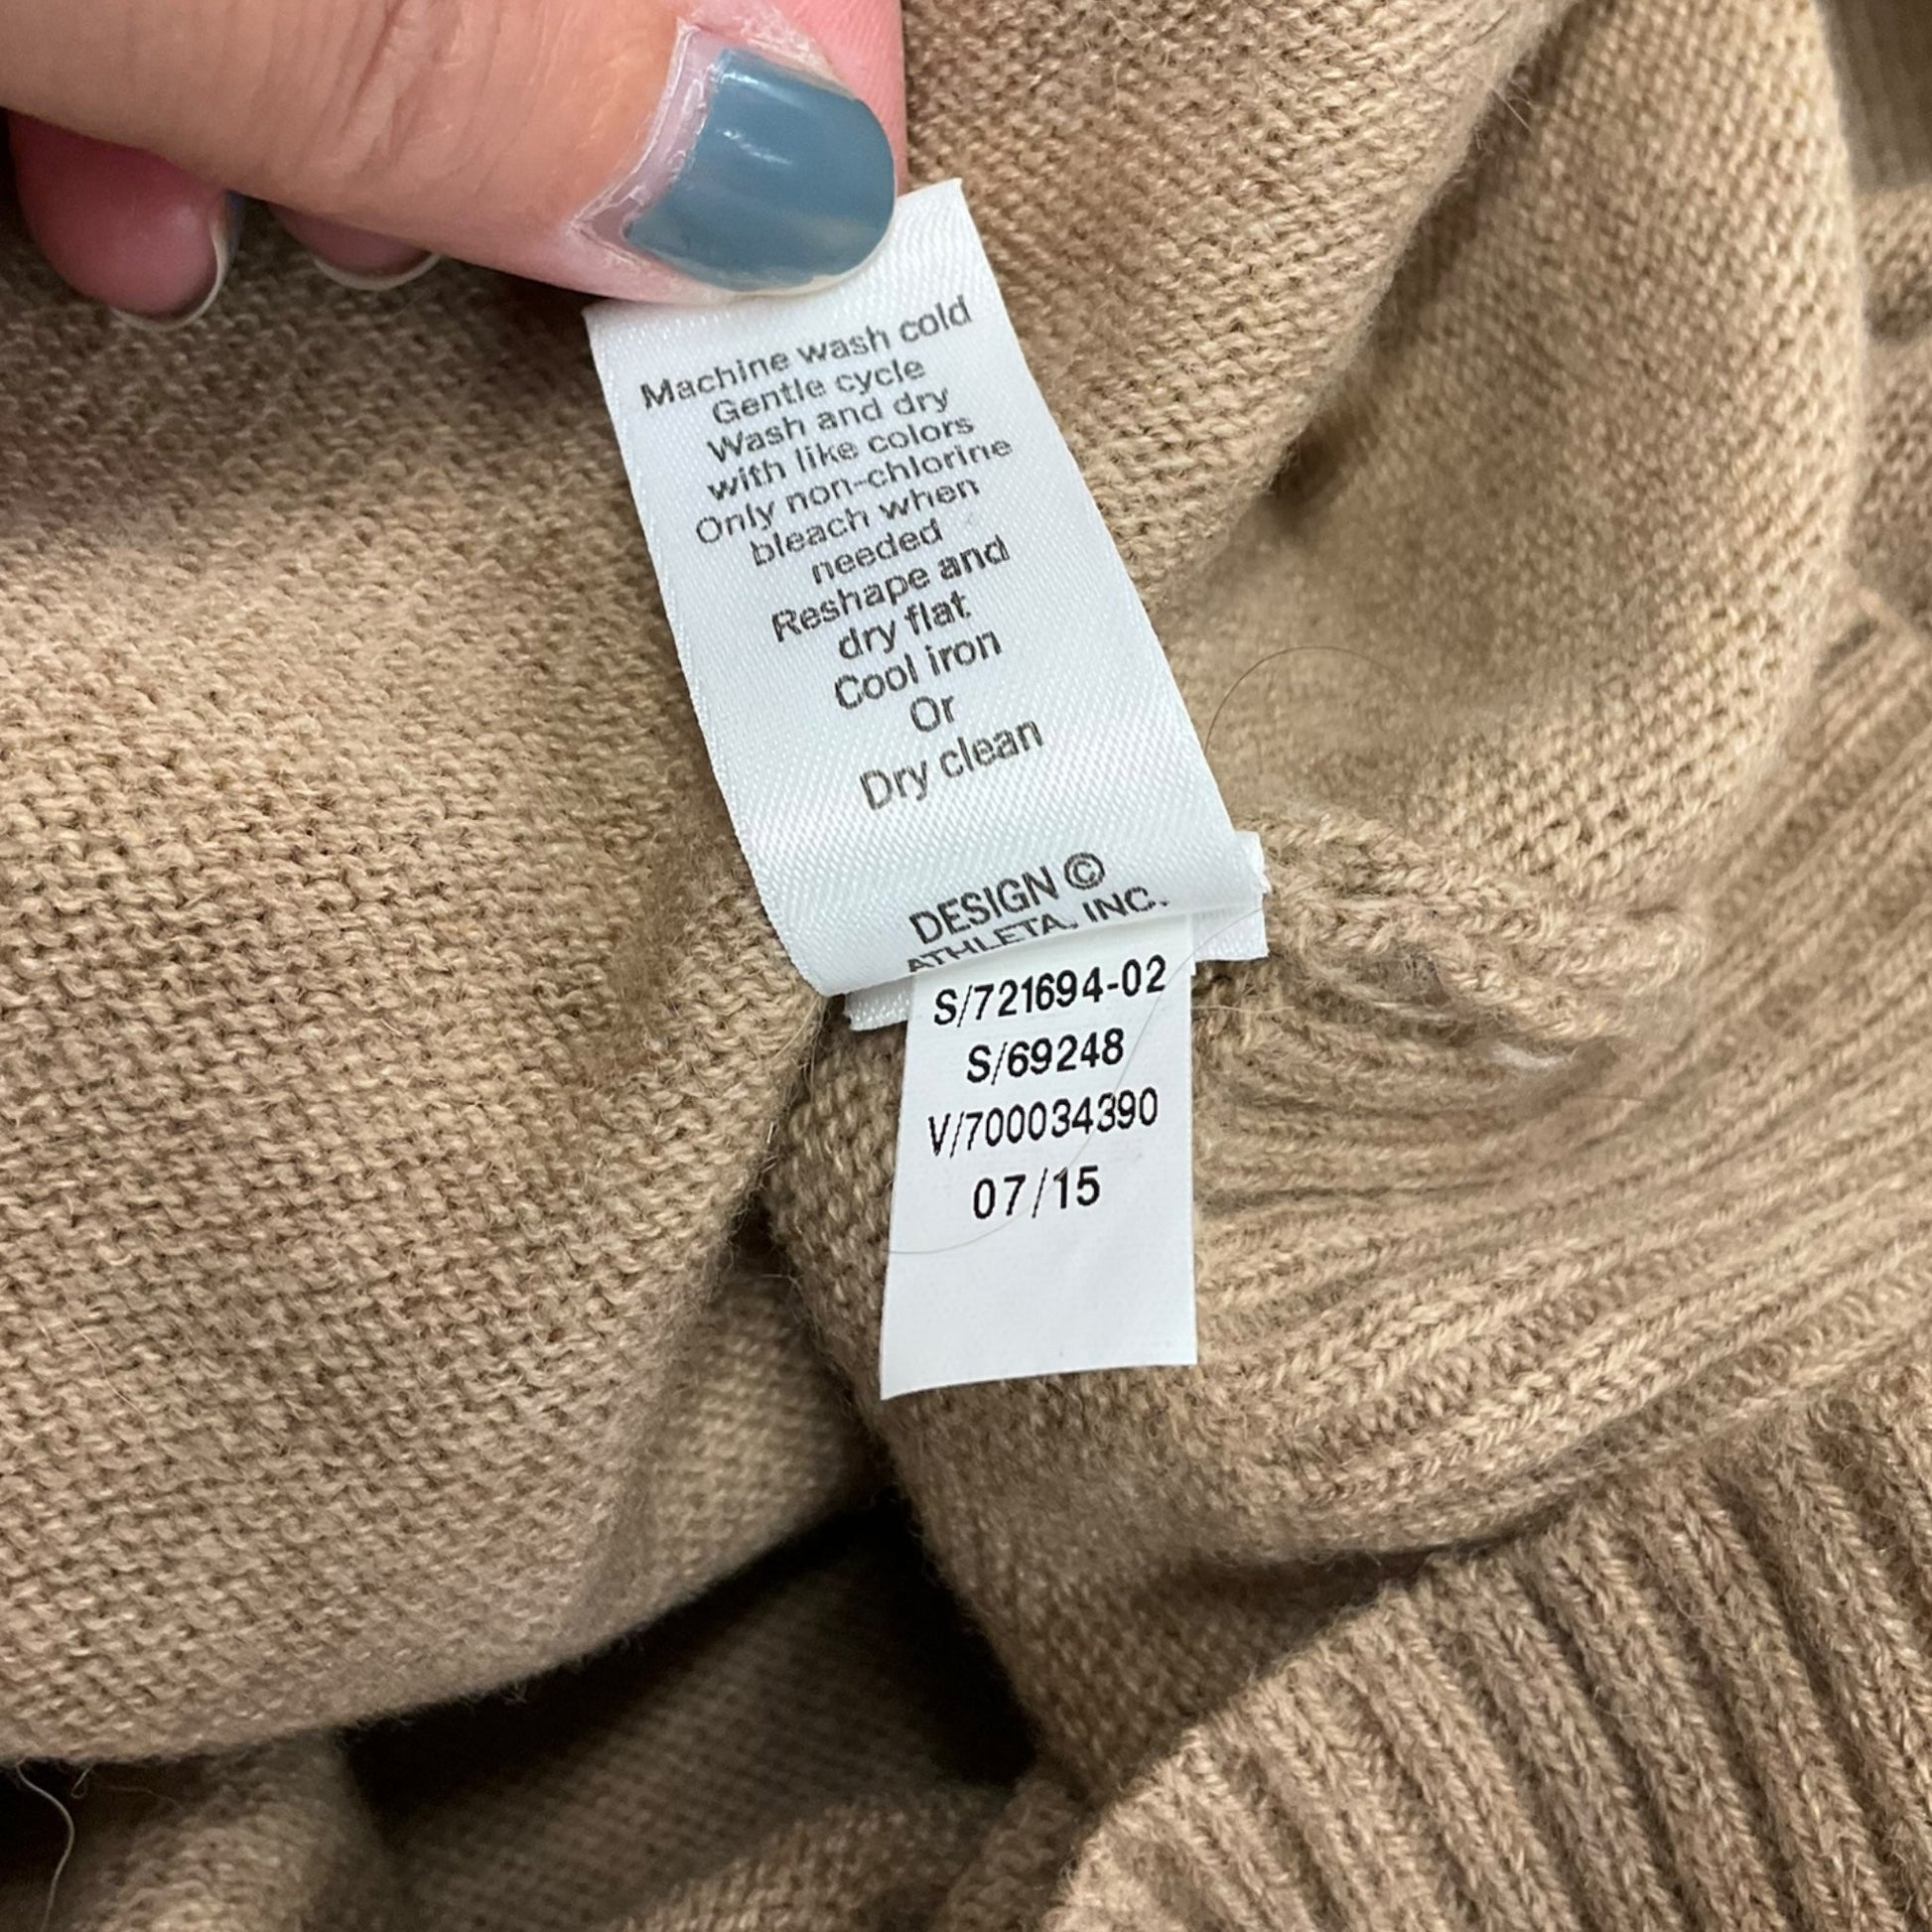 Machine wash cold
Gentle cycle
Wash and dry
with like colors
Only non-chlorine
bleach when
needed
Reshape and
dry flat
Cool iron
Or
Dry clean
DESIGN ©
ATHLETA, INC.
S/721694-02
S/69248
V/700034390
07/15